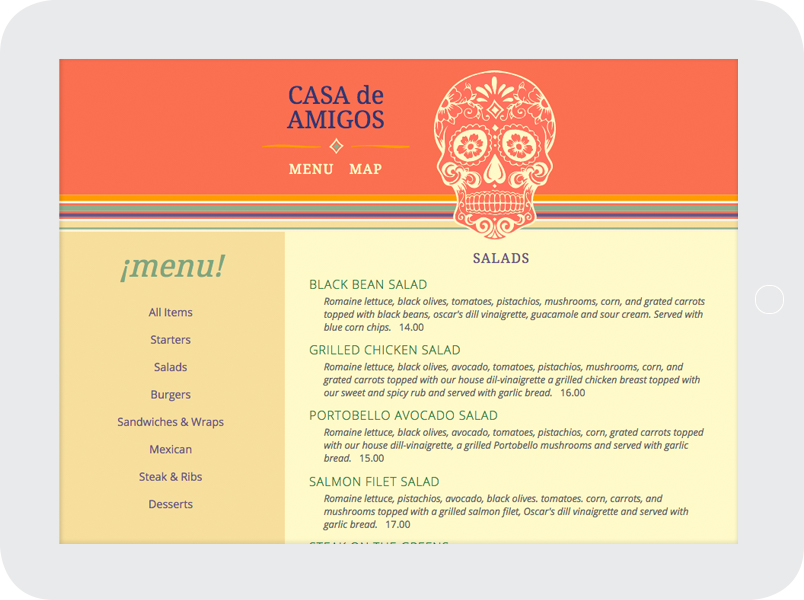 CASA de
AMIGOS
MENU MAP
¡menu!
All Items
Starters
Salads
Burgers
Sandwiches & Wraps
Mexican
Steak & Ribs
Desserts
SALADS
BLACK BEAN SALAD
Romaine lettuce, black olives, tomatoes, pistachios, mushrooms, corn, and grated carrots
topped with black beans, oscar's dill vinaigrette, guacamole and sour cream. Served with
blue corn chips. 14.00
GRILLED CHICKEN SALAD
Romaine lettuce, black olives, avocado, tomatoes, pistachios, mushrooms, corn, and
grated carrots topped with our house dil-vinaigrette a grilled chicken breast topped with
our sweet and spicy rub and served with garlic bread. 16.00
PORTOBELLO AVOCADO SALAD
Romaine lettuce, black olives, avocado, tomatoes, pistachios, corn, grated carrots topped
with our house dill-vinaigrette, a grilled Portobello mushrooms and served with garlic
bread. 15.00
SALMON FILET SALAD
Romaine lettuce, pistachios, avocado, black olives. tomatoes. corn, carrots, and
mushrooms topped with a grilled salmon filet, Oscar's dill vinaigrette and served with
garlic bread. 17.00
STEAK ON THE GREENS